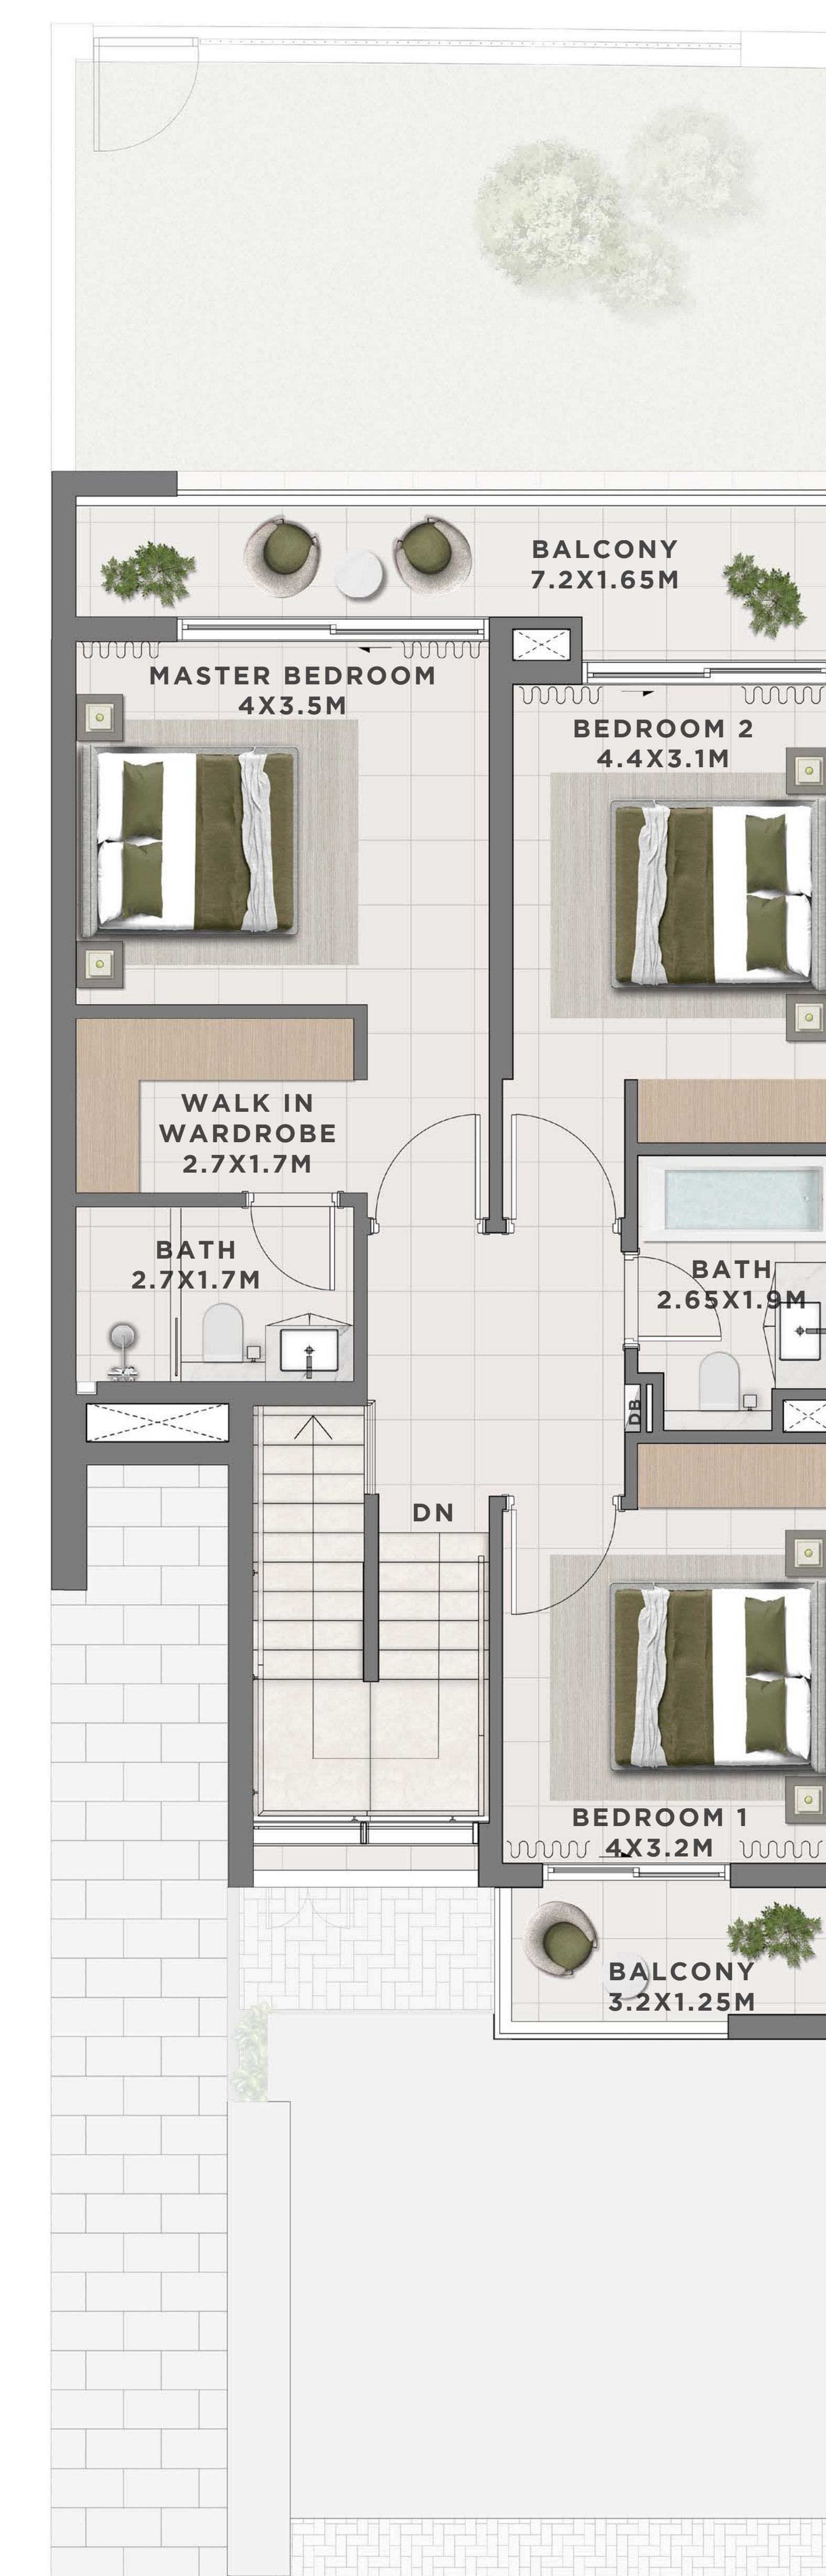 BALCONY
7.2X1.65M
MASTER BEDROOM
4X3.5M
BEDROOM 2
4.4X3.1M
WALK IN
WARDROBE
2.7X1.7M
BATH
2.7X1.7M
BATH
2.65X1.9M
DB
DN
BEDROOM 1
4X3.2M
BALCONY
3.2X1.25M